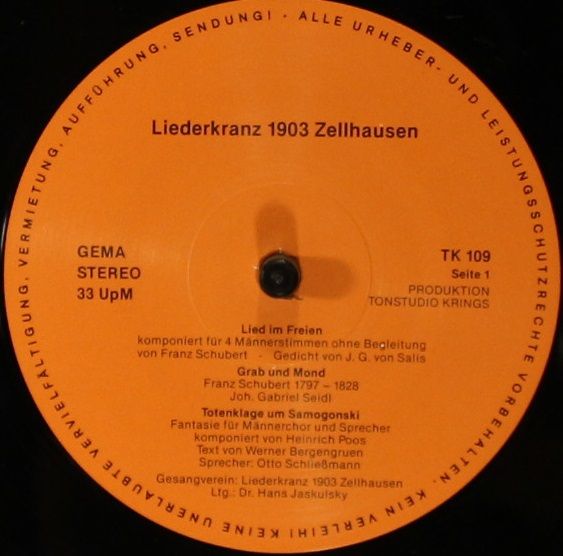 ALLE URHEBER- UND LEISTUNGSSCHUTZRECHTE VORBEHALTEN. KEIN VERLEIH! KEINE UNERLAUBTE VERVIELFÄLTIGUNG, VERMIETUNG, AUFFÜHRUNG, SENDUNG! ·
Liederkranz 1903 Zellhausen
GEMA
STEREO
33 UpM
TK 109
Seite 1
PRODUKTION
TONSTUDIO KRINGS
Lied im Freien
komponiert für 4 Männerstimmen ohne Begleitung
von Franz Schubert - Gedicht von J. G. von Salis
Grab und Mond
Franz Schubert 1797 – 1828
Joh. Gabriel Seidl
Totenklage um Samogonski
Fantasie für Männerchor und Sprecher
komponiert von Heinrich Poos
Text von Werner Bergengruen
Sprecher: Otto Schließmann
Gesangverein: Liederkranz 1903 Zellhausen
Ltg.: Dr. Hans Jaskulsky